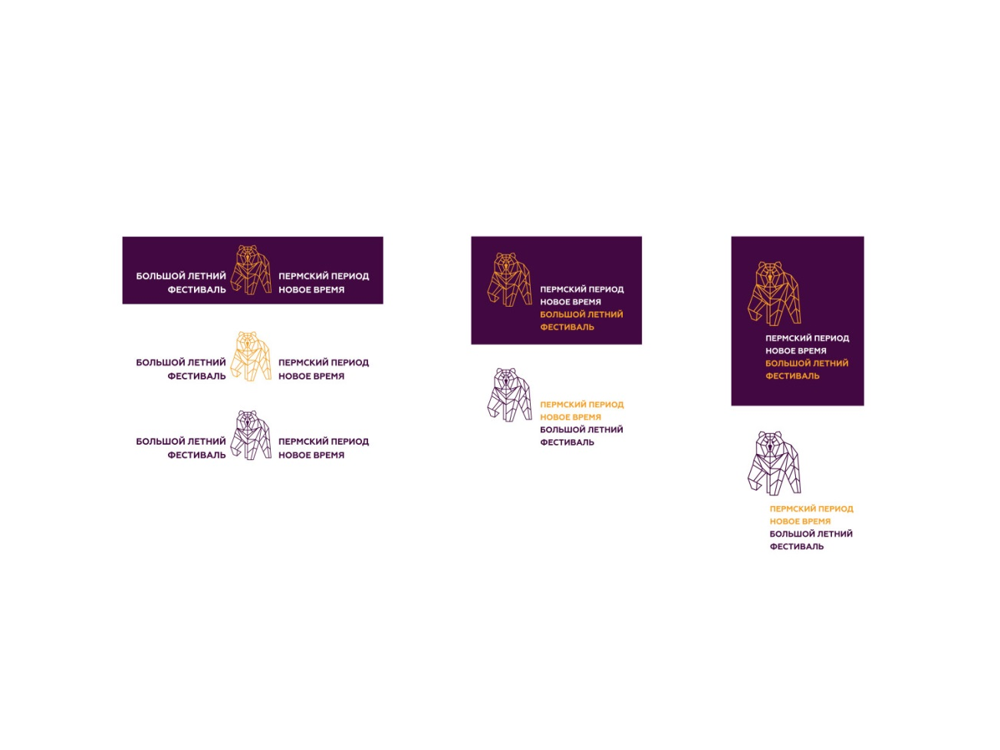 БОЛЬШОЙ ЛЕТНИЙ
ФЕСТИВАЛЬ
ПЕРМСКИЙ ПЕРИОД
НОВОЕ ВРЕМЯ
БОЛЬШОЙ ЛЕТНИЙ
ФЕСТИВАЛЬ
ПЕРМСКИЙ ПЕРИОД
НОВОЕ ВРЕМЯ
БОЛЬШОЙ ЛЕТНИЙ
ФЕСТИВАЛЬ
ПЕРМСКИЙ ПЕРИОД
НОВОЕ ВРЕМЯ
ПЕРМСКИЙ ПЕРИОД
НОВОЕ ВРЕМЯ
БОЛЬШОЙ ЛЕТНИЙ
ФЕСТИВАЛЬ
ПЕРМСКИЙ ПЕРИОД
НОВОЕ ВРЕМЯ
БОЛЬШОЙ ЛЕТНИЙ
ФЕСТИВАЛЬ
ПЕРМСКИЙ ПЕРИОД
НОВОЕ ВРЕМЯ
БОЛЬШОЙ ЛЕТНИЙ
ФЕСТИВАЛЬ
ПЕРМСКИЙ ПЕРИОД
НОВОЕ ВРЕМЯ
БОЛЬШОЙ ЛЕТНИЙ
ФЕСТИВАЛЬ